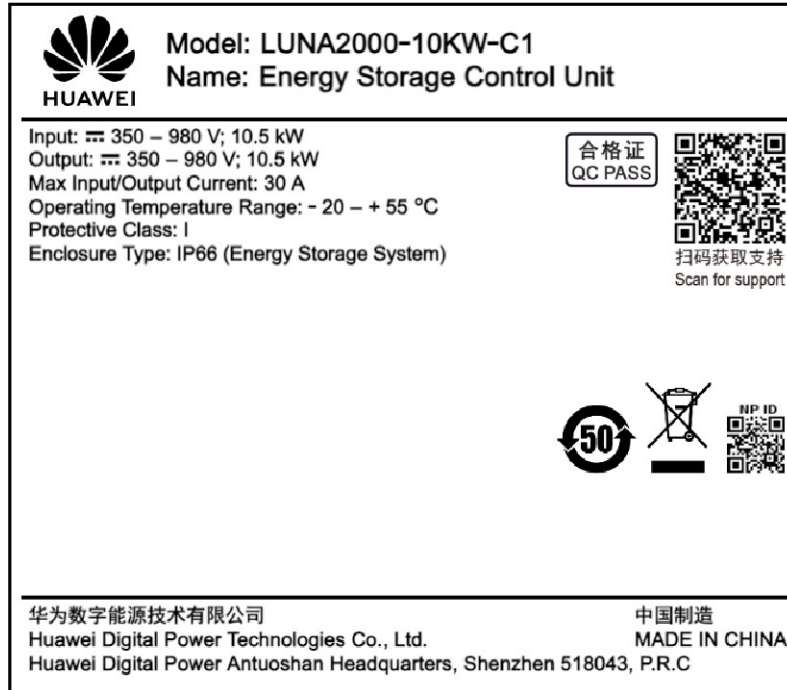 HUAWEI
Model: LUNA2000-10KW-C1
Name: Energy Storage Control Unit
Input: ⎓ 350 – 980 V; 10.5 kW
Output: ⎓ 350 – 980 V; 10.5 kW
Max Input/Output Current: 30 A
Operating Temperature Range: - 20 – + 55 °C
Protective Class: I
Enclosure Type: IP66 (Energy Storage System)
合格证
QC PASS
扫码获取支持
Scan for support
50
NP ID
华为数字能源技术有限公司
中国制造
Huawei Digital Power Technologies Co., Ltd.
MADE IN CHINA
Huawei Digital Power Antuoshan Headquarters, Shenzhen 518043, P.R.C